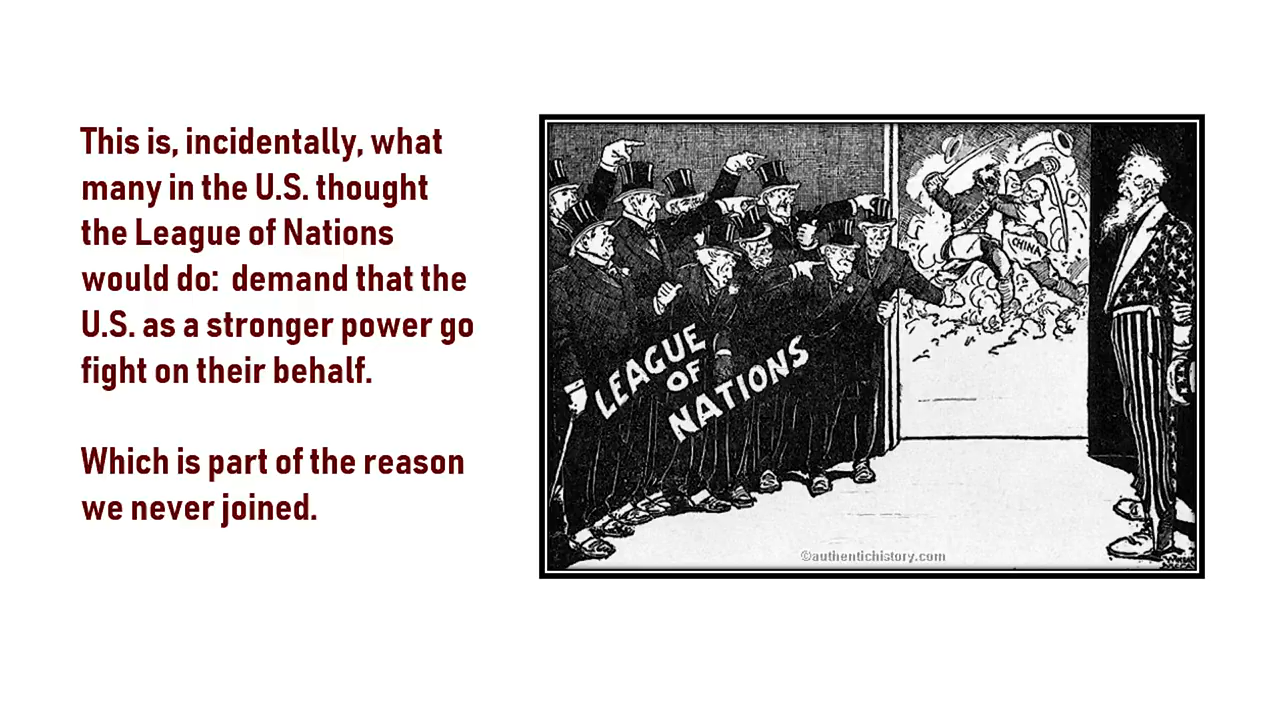 This is, incidentally, what
many in the U.S. thought
the League of Nations
would do:  demand that the
U.S. as a stronger power go
fight on their behalf.
Which is part of the reason
we never joined.
JAPAN
CHINA
LEAGUE
OF
NATIONS
©authentichistory.com